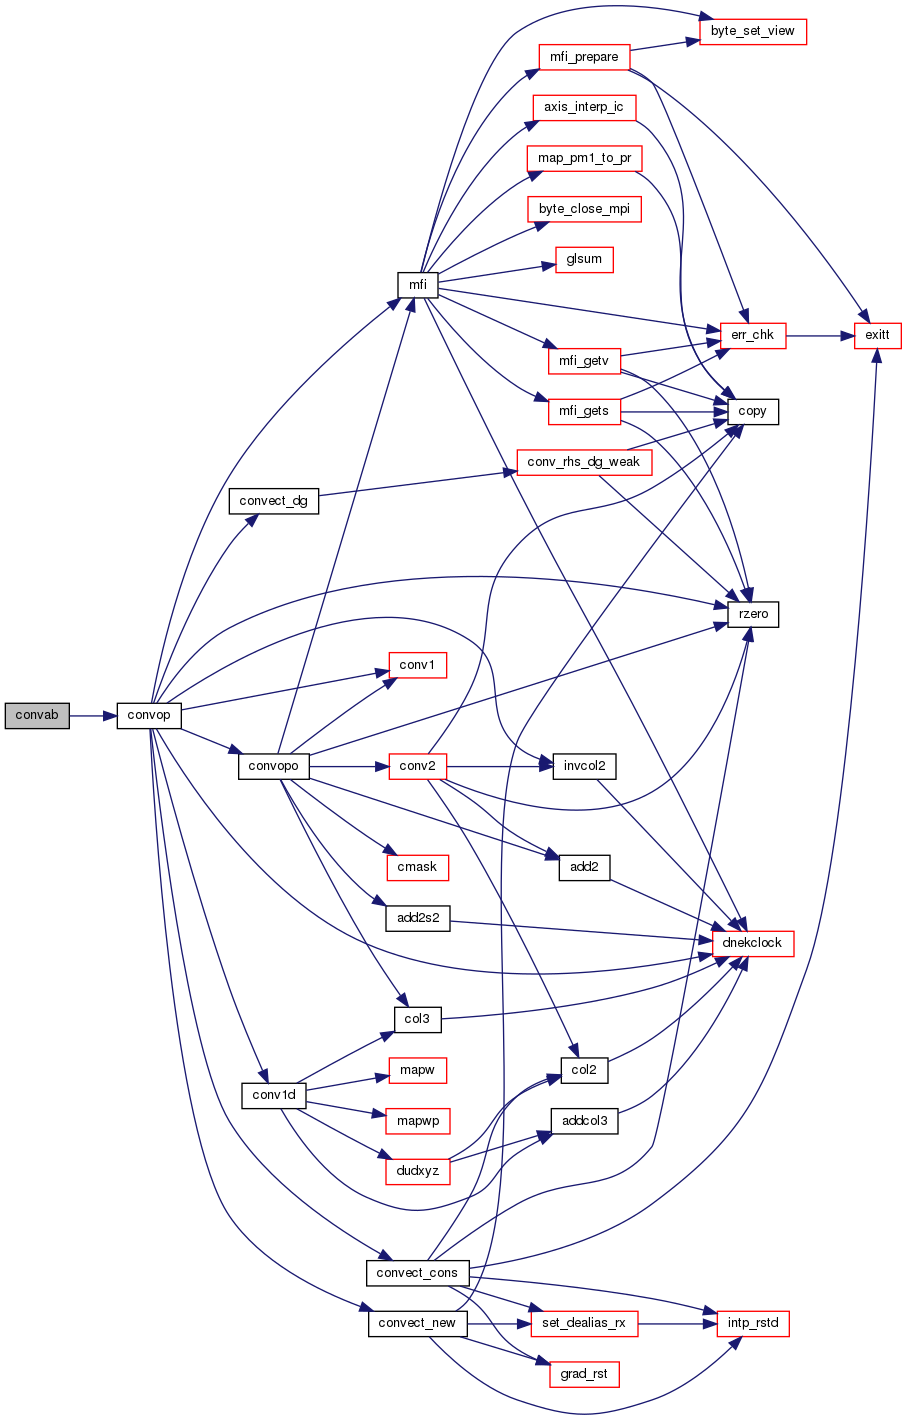 byte_set_view
mfi_prepare
axis_interp_ic
map_pm1_to_pr
byte_close_mpi
glsum
mfi
err_chk
exitt
mfi_getv
mfi_gets
copy
conv_rhs_dg_weak
convect_dg
rzero
conv1
convab
convop
convopo
conv2
invcol2
cmask
add2
add2s2
dnekclock
col3
mapw
col2
conv1d
mapwp
addcol3
dudxyz
convect_cons
convect_new
set_dealias_rx
intp_rstd
grad_rst